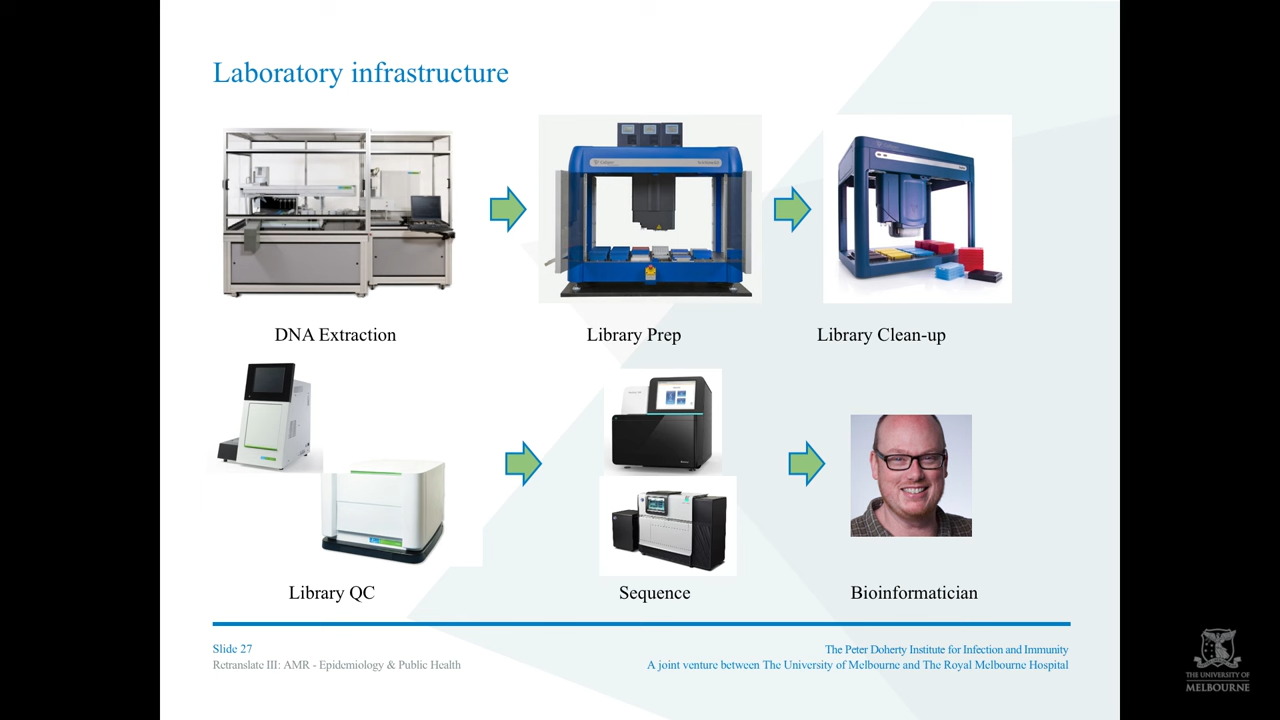 Laboratory infrastructure
DNA Extraction
Library Prep
Library Clean-up
Library QC
Sequence
Bioinformatician
Slide 27
Retranslate III: AMR - Epidemiology & Public Health
The Peter Doherty Institute for Infection and Immunity
A joint venture between The University of Melbourne and The Royal Melbourne Hospital
THE UNIVERSITY OF
MELBOURNE